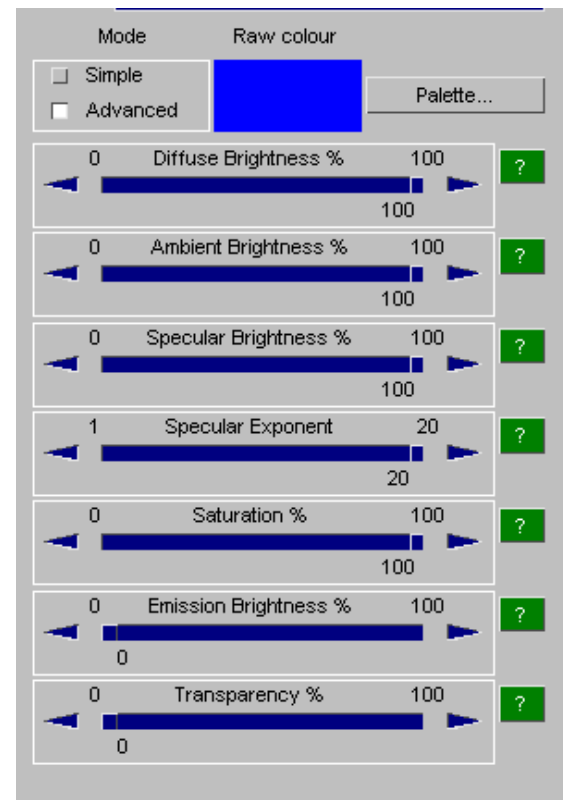 Mode Raw colour
Simple
Advanced
Palette...
0 Diffuse Brightness % 100 ?
100
0 Ambient Brightness % 100 ?
100
0 Specular Brightness % 100 ?
100
1 Specular Exponent 20 ?
20
0 Saturation % 100 ?
100
0 Emission Brightness % 100 ?
0
0 Transparency % 100 ?
0